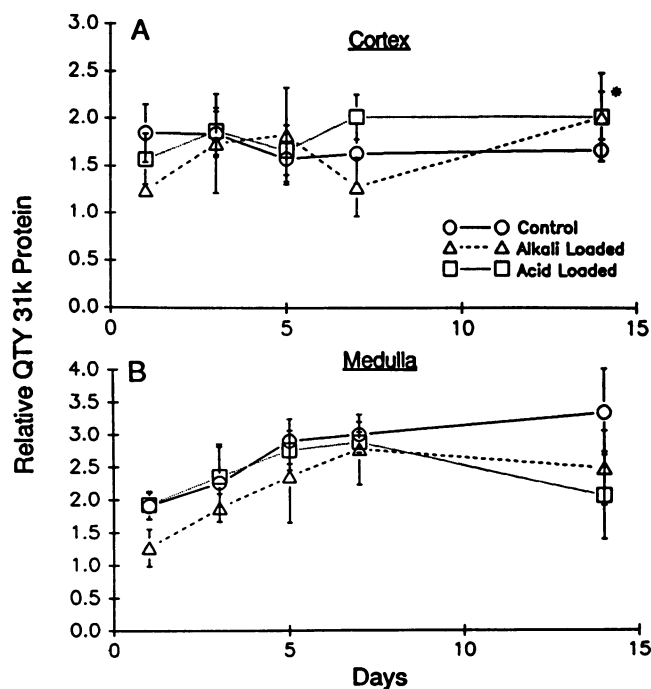 A
Cortex
3.0
2.5
2.0
1.5
1.0
0.5
0.0
*
Control
Alkali Loaded
Acid Loaded
0
5
10
15
Relative QTY 31k Protein
B
Medulla
4.0
3.5
3.0
2.5
2.0
1.5
1.0
0.5
0.0
0
5
10
15
Days